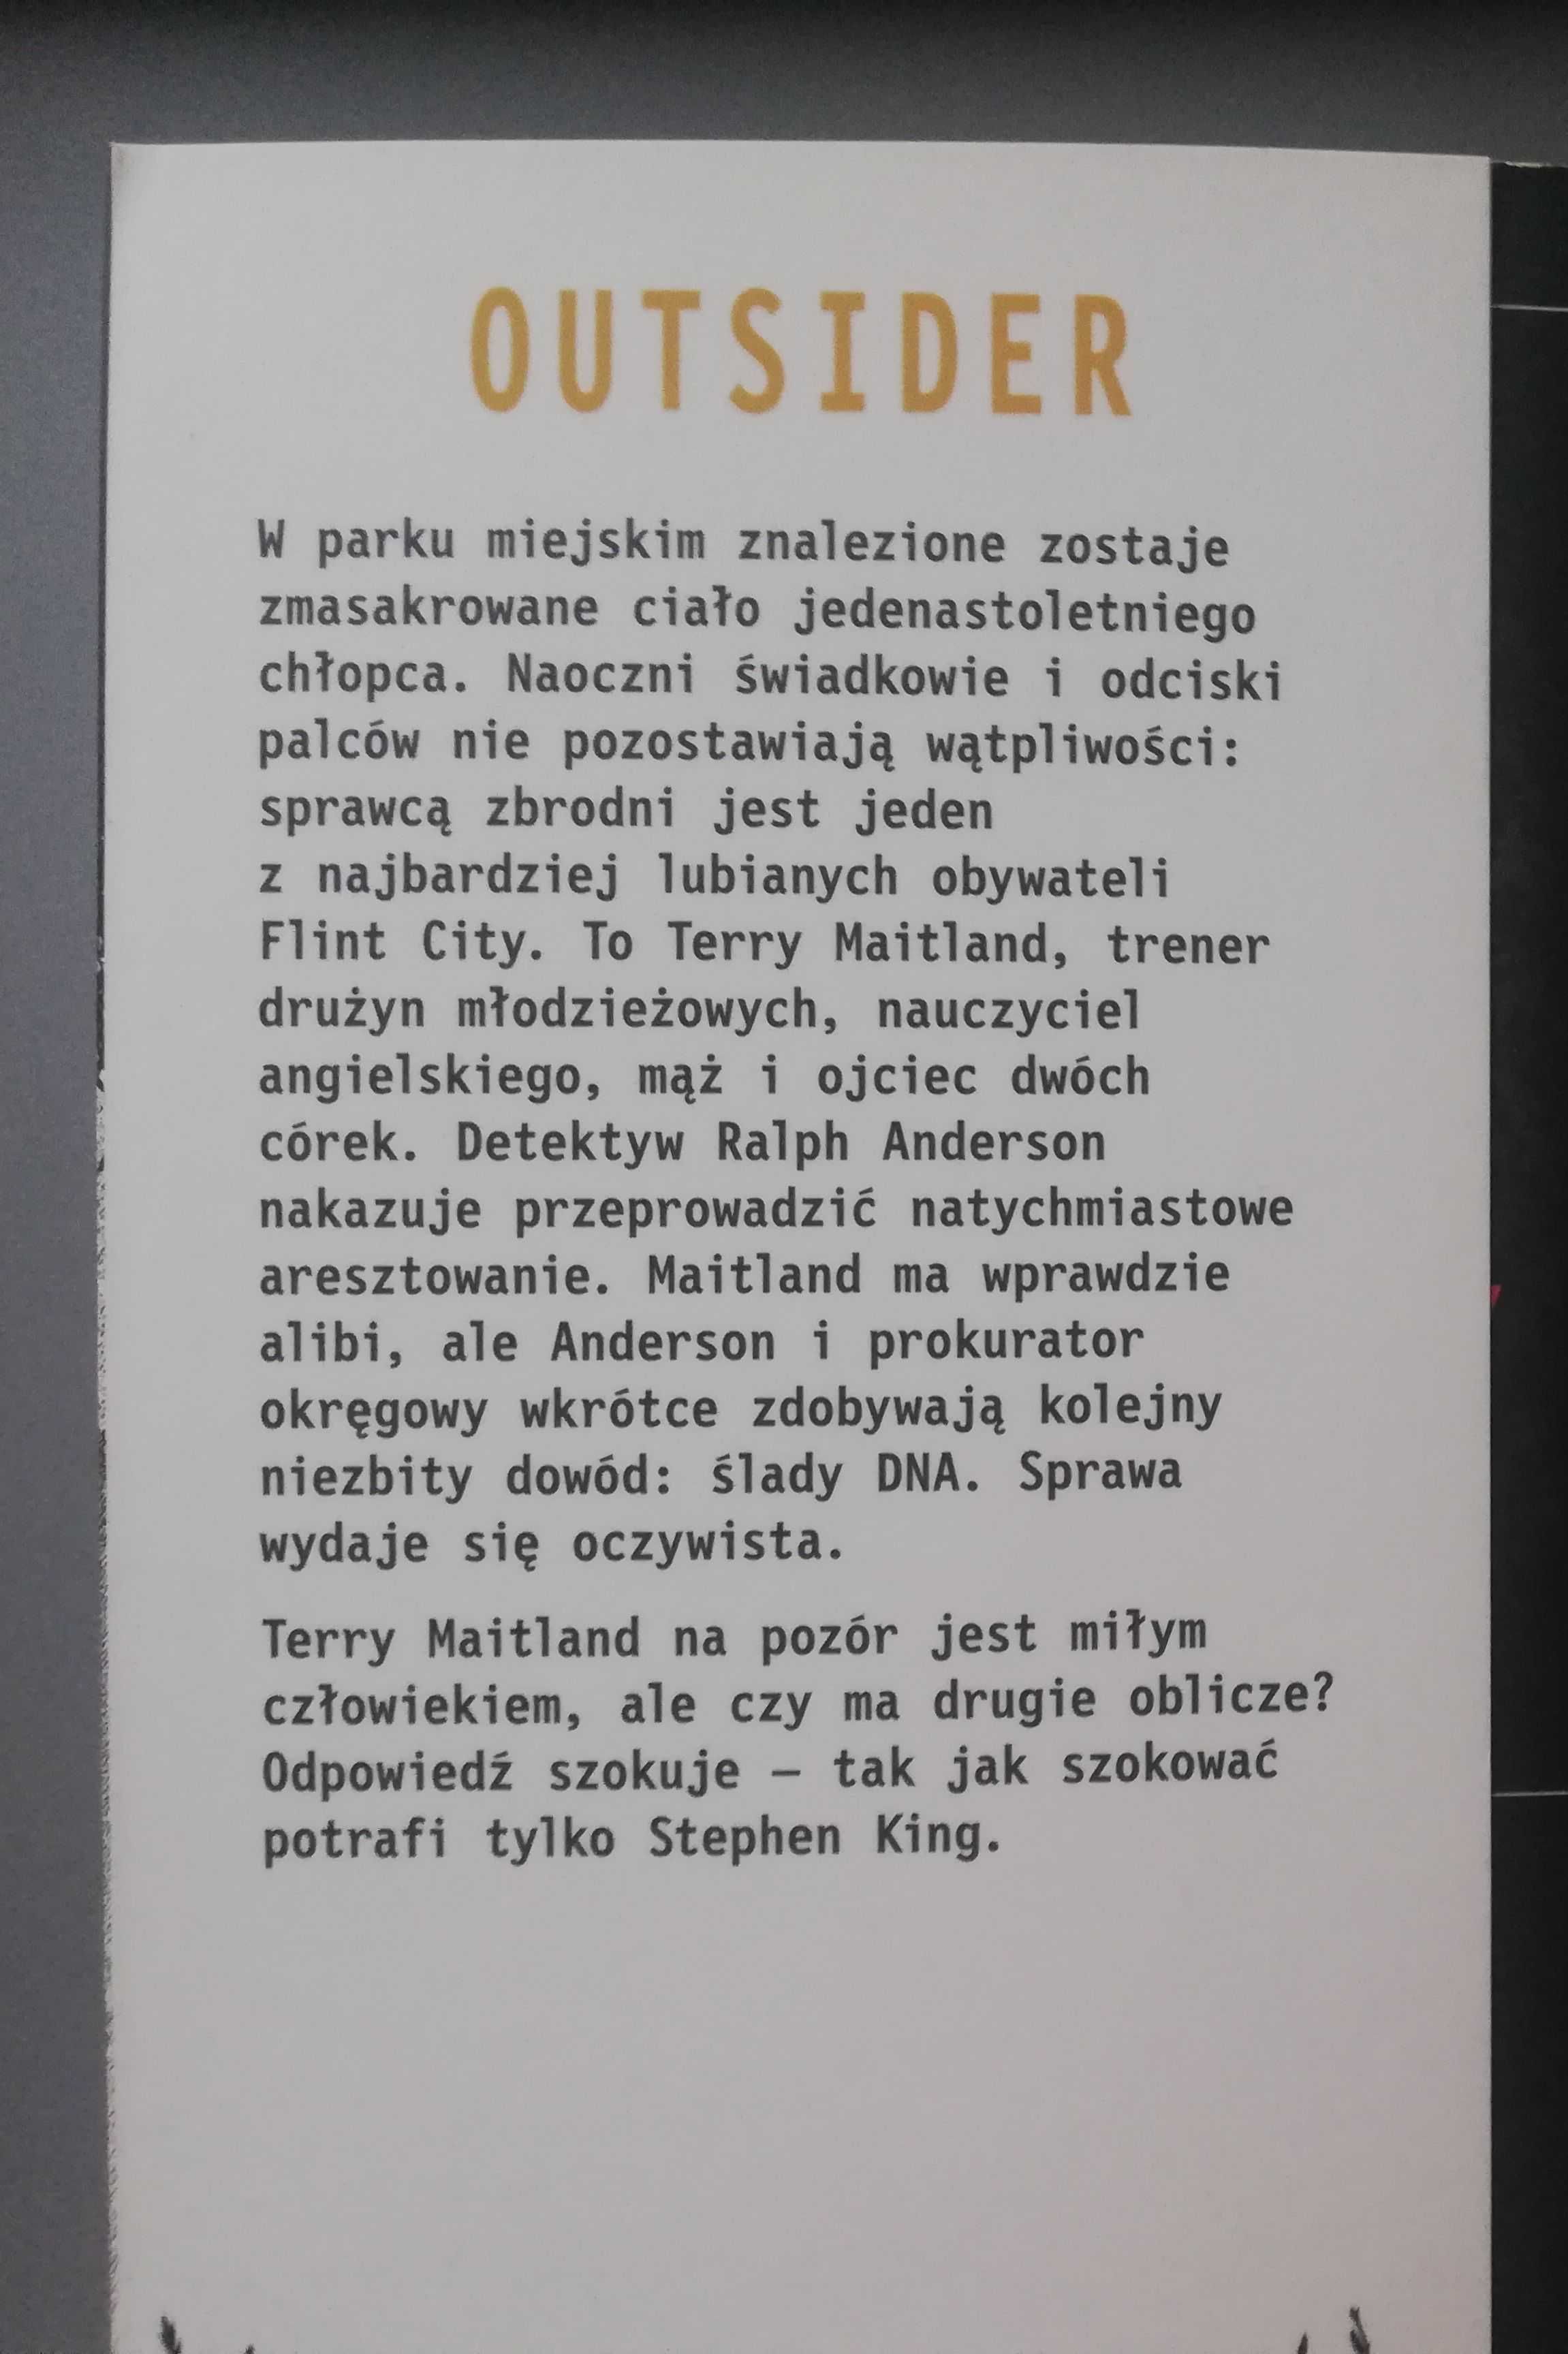 OUTSIDER
W parku miejskim znalezione zostaje
zmasakrowane ciało jedenastoletniego
chłopca. Naoczni świadkowie i odciski
palców nie pozostawiają wątpliwości:
sprawcą zbrodni jest jeden
z najbardziej lubianych obywateli
Flint City. To Terry Maitland, trener
drużyn młodzieżowych, nauczyciel
angielskiego, mąż i ojciec dwóch
córek. Detektyw Ralph Anderson
nakazuje przeprowadzić natychmiastowe
aresztowanie. Maitland ma wprawdzie
alibi, ale Anderson i prokurator
okręgowy wkrótce zdobywają kolejny
niezbity dowód: ślady DNA. Sprawa
wydaje się oczywista.
Terry Maitland na pozór jest miłym
człowiekiem, ale czy ma drugie oblicze?
Odpowiedź szokuje – tak jak szokować
potrafi tylko Stephen King.